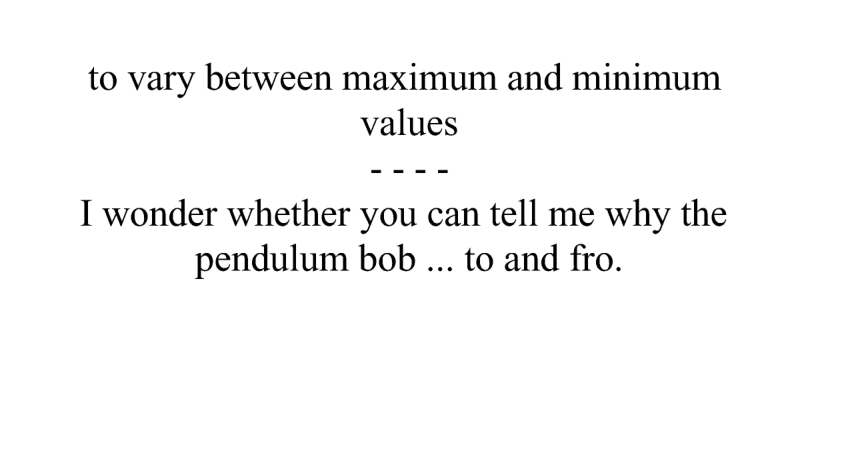 to vary between maximum and minimum
values
- - - -
I wonder whether you can tell me why the
pendulum bob ... to and fro.